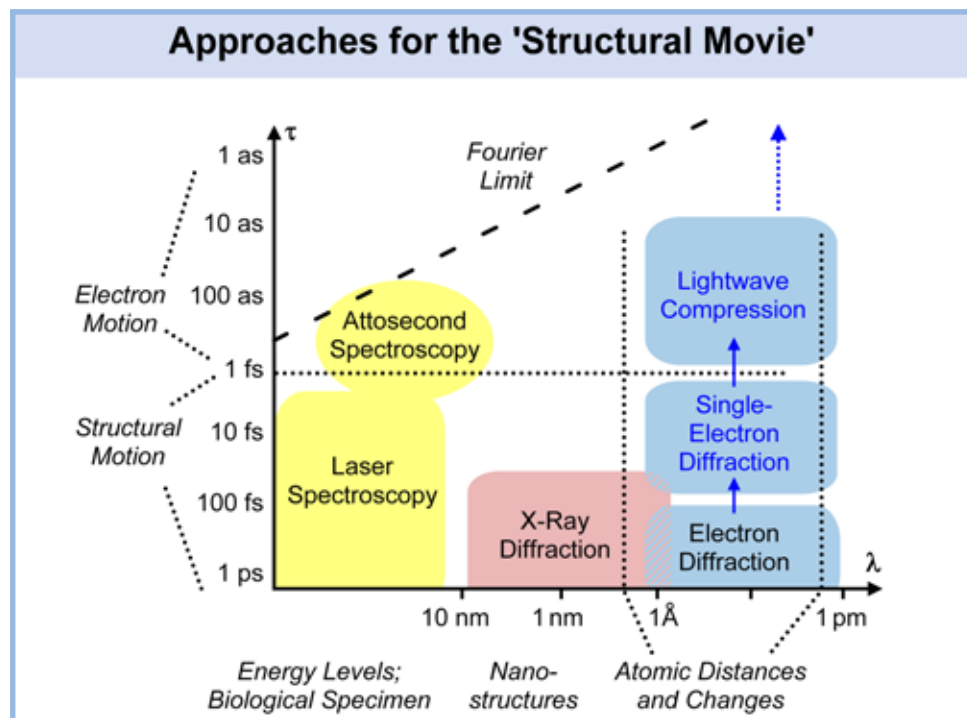 Approaches for the 'Structural Movie'
τ
1 as
10 as
100 as
1 fs
10 fs
100 fs
1 ps
Electron
Motion
Structural
Motion
Fourier
Limit
Attosecond
Spectroscopy
Laser
Spectroscopy
X-Ray
Diffraction
Lightwave
Compression
Single-
Electron
Diffraction
Electron
Diffraction
λ
10 nm
1 nm
1Å
1 pm
Energy Levels;
Biological Specimen
Nano-
structures
Atomic Distances
and Changes